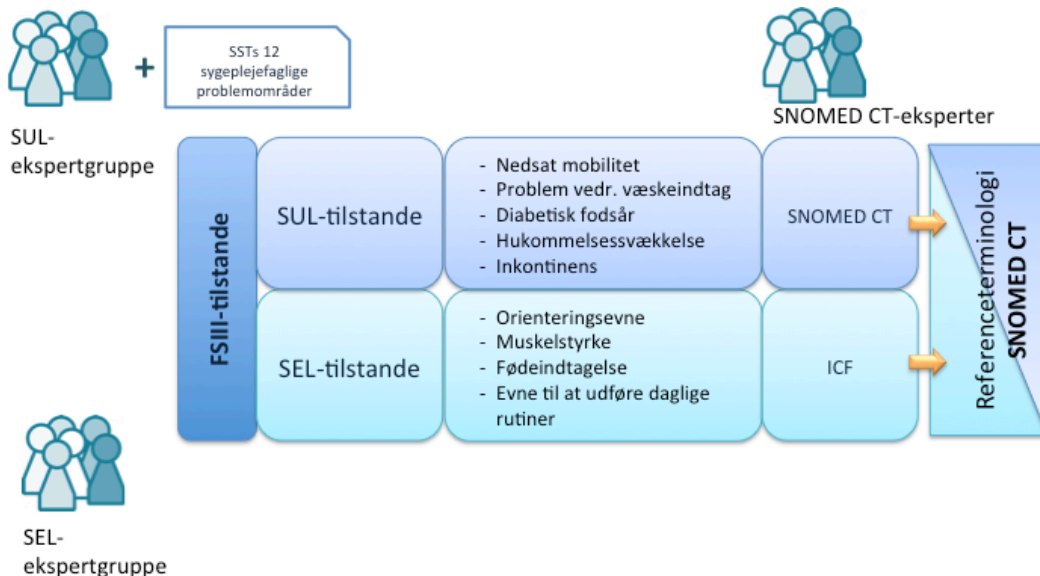 SSTs 12
sygeplejefaglige
problemområder
SUL-
ekspertgruppe
SNOMED CT-eksperter
FSIII-tilstande
SUL-tilstande
- Nedsat mobilitet
- Problem vedr. væskeindtag
- Diabetisk fodsår
- Hukommelsessvækkelse
- Inkontinens
SNOMED CT
SEL-tilstande
- Orienteringsevne
- Muskelstyrke
- Fødeindtagelse
- Evne til at udføre daglige
rutiner
ICF
Referenceterminologi
SNOMED CT
SEL-
ekspertgruppe